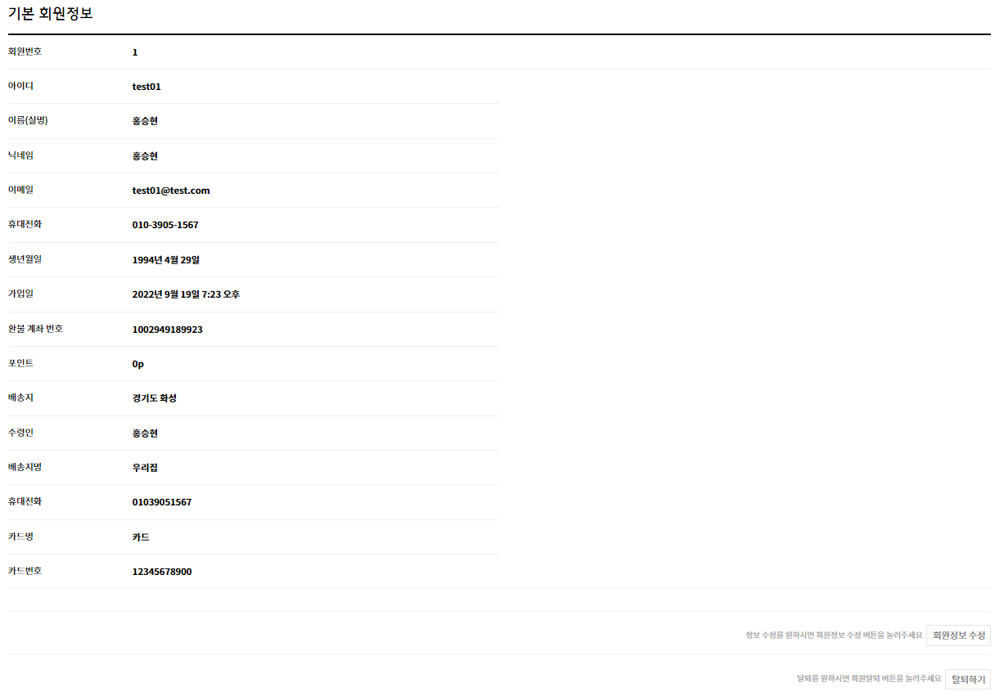 기본 회원정보
회원번호 1
아이디 test01
이름(실명) 홍승현
닉네임 홍승현
이메일 test01@test.com
휴대전화 010-3905-1567
생년월일 1994년 4월 29일
가입일 2022년 9월 19일 7:23 오후
환불 계좌 번호 1002949189923
포인트 0p
배송지 경기도 화성
수령인 홍승현
배송지명 우리집
휴대전화 01039051567
카드명 카드
카드번호 12345678900
정보 수정를 원하시면 회원정보 수정 버튼을 눌러주세요 회원정보 수정
탈퇴를 원하시면 회원탈퇴 버튼을 눌러주세요 탈퇴하기